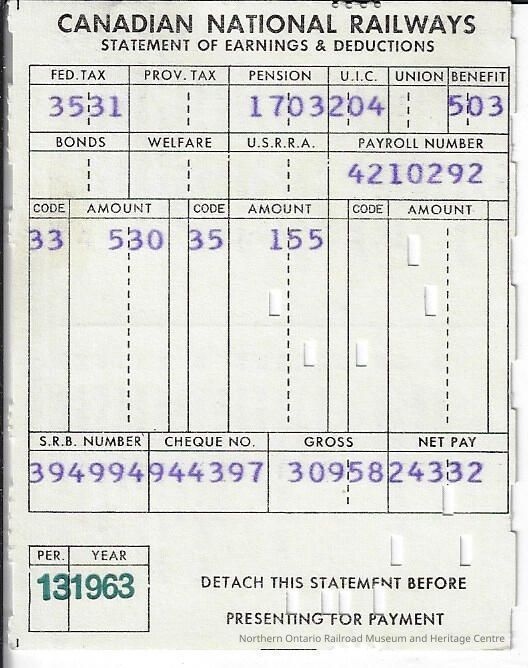 CANADIAN NATIONAL RAILWAYS
STATEMENT OF EARNINGS & DEDUCTIONS
FED. TAX PROV. TAX PENSION U.I.C. UNION BENEFIT
3531 1703 204 503
BONDS WELFARE U.S.R.R.A. PAYROLL NUMBER
4210292
CODE AMOUNT CODE AMOUNT CODE AMOUNT
33 530 35 155
S.R.B. NUMBER CHEQUE NO. GROSS NET PAY
394994 944397 30958 24332
PER. YEAR
13 1963
DETACH THIS STATEMENT BEFORE
PRESENTING FOR PAYMENT
Northern Ontario Railroad Museum and Heritage Centre